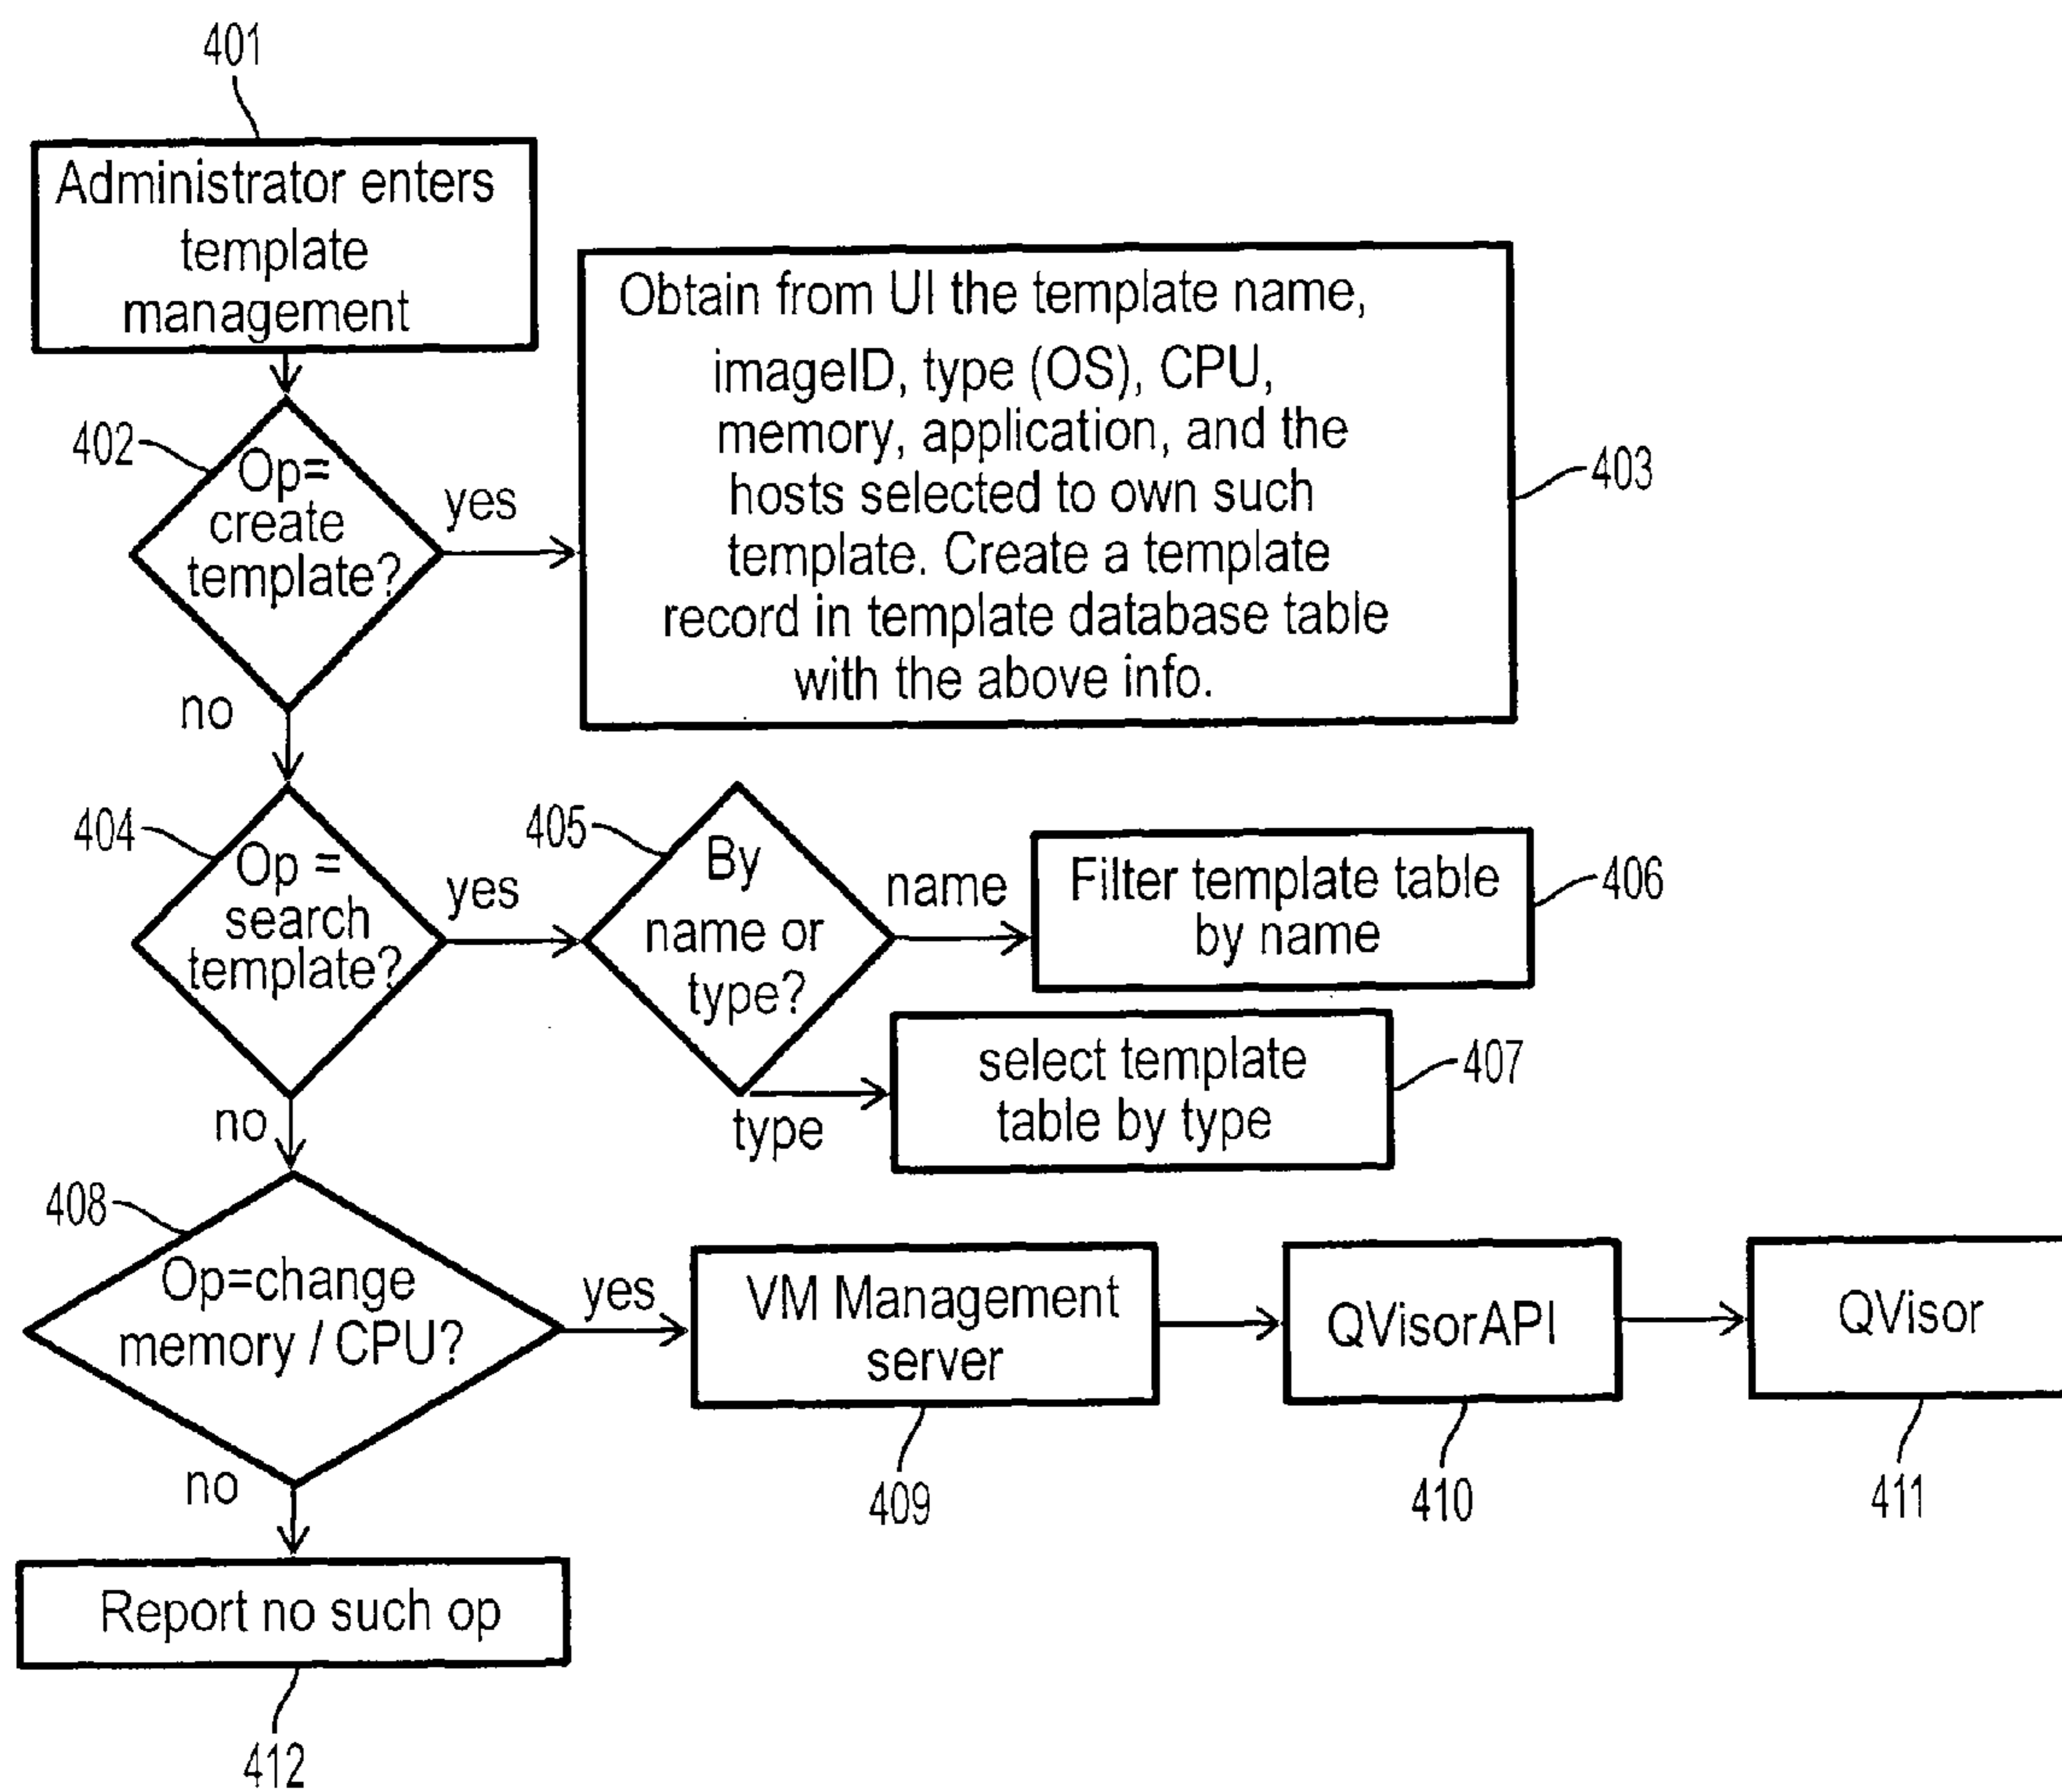 401
Administrator enters
template
management
402
Op=
create
template?
yes
no
Obtain from UI the template name,
imageID, type (OS), CPU,
memory, application, and the
hosts selected to own such
template. Create a template
record in template database table
with the above info.
403
404
Op =
search
template?
yes
no
405
By
name or
type?
name
type
Filter template table
by name
406
select template
table by type
407
408
Op=change
memory / CPU?
yes
no
VM Management
server
409
QVisorAPI
410
QVisor
411
Report no such op
412